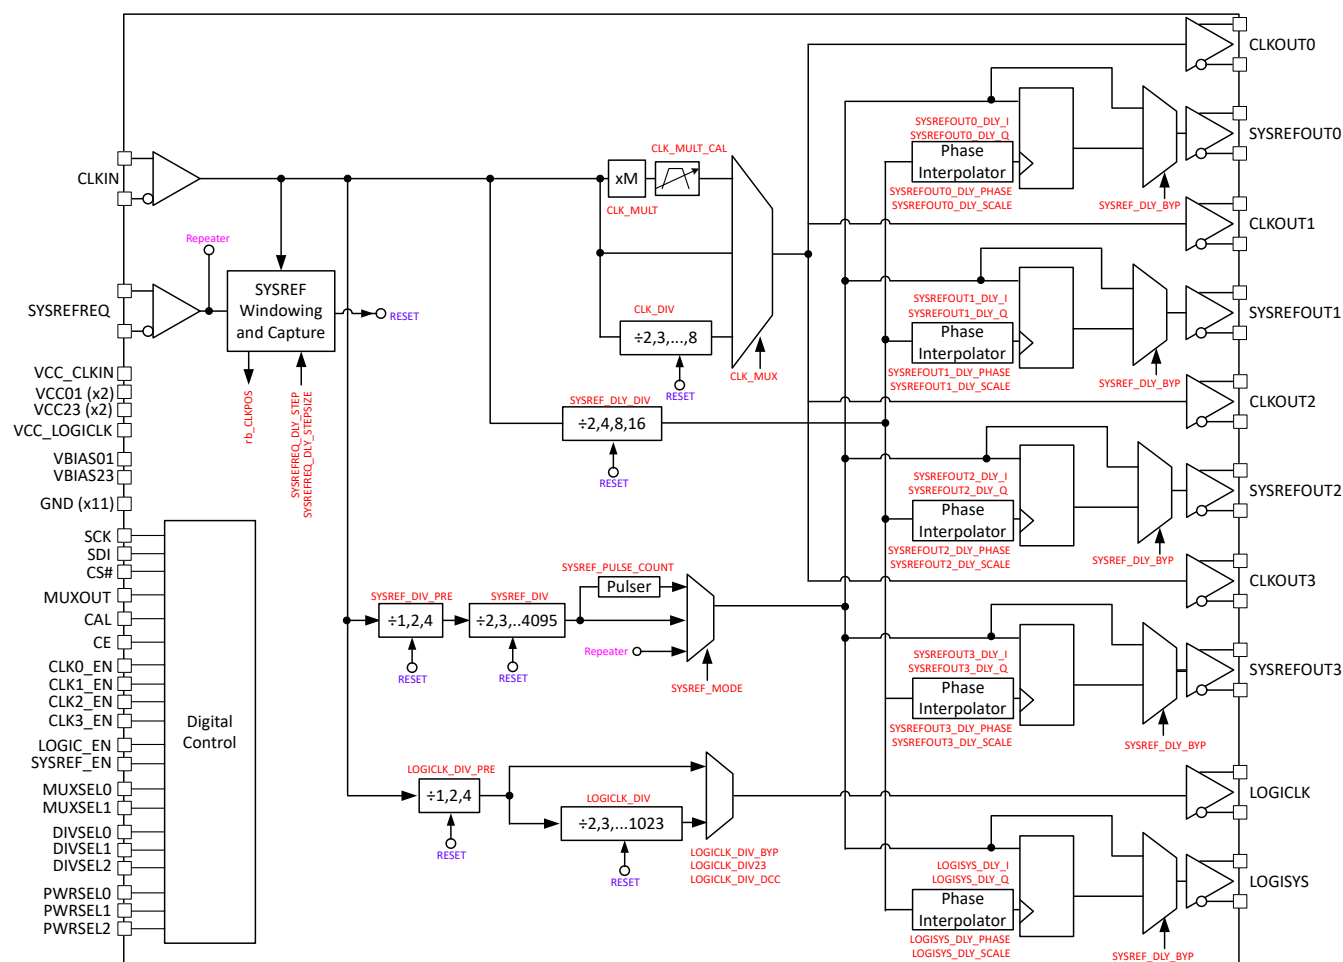 CLKIN
SYSREFREQ
VCC_CLKIN
VCC01 (x2)
VCC23 (x2)
VCC_LOGICLK
VBIAS01
VBIAS23
GND (x11)
SCK
SDI
CS#
MUXOUT
CAL
CE
CLK0_EN
CLK1_EN
CLK2_EN
CLK3_EN
LOGIC_EN
SYSREF_EN
MUXSEL0
MUXSEL1
DIVSEL0
DIVSEL1
DIVSEL2
PWRSEL0
PWRSEL1
PWRSEL2
Digital
Control
Repeater
SYSREF
Windowing
and Capture
RESET
rb_CLKPOS
SYSREFREQ_DLY_STEP
SYSREFREQ_DLY_STEPSIZE
CLK_MULT_CAL
xM
CLK_MULT
CLK_DIV
÷2,3,...,8
RESET
CLK_MUX
SYSREF_DLY_DIV
÷2,4,8,16
RESET
SYSREF_DIV_PRE
÷1,2,4
RESET
SYSREF_DIV
÷2,3,..4095
RESET
SYSREF_PULSE_COUNT
Pulser
Repeater
SYSREF_MODE
LOGICLK_DIV_PRE
÷1,2,4
RESET
LOGICLK_DIV
÷2,3,...1023
RESET
LOGICLK_DIV_BYP
LOGICLK_DIV23
LOGICLK_DIV_DCC
SYSREFOUT0_DLY_I
SYSREFOUT0_DLY_Q
Phase
Interpolator
SYSREFOUT0_DLY_PHASE
SYSREFOUT0_DLY_SCALE
SYSREF_DLY_BYP
SYSREFOUT1_DLY_I
SYSREFOUT1_DLY_Q
Phase
Interpolator
SYSREFOUT1_DLY_PHASE
SYSREFOUT1_DLY_SCALE
SYSREF_DLY_BYP
SYSREFOUT2_DLY_I
SYSREFOUT2_DLY_Q
Phase
Interpolator
SYSREFOUT2_DLY_PHASE
SYSREFOUT2_DLY_SCALE
SYSREF_DLY_BYP
SYSREFOUT3_DLY_I
SYSREFOUT3_DLY_Q
Phase
Interpolator
SYSREFOUT3_DLY_PHASE
SYSREFOUT3_DLY_SCALE
SYSREF_DLY_BYP
LOGISYS_DLY_I
LOGISYS_DLY_Q
Phase
Interpolator
LOGISYS_DLY_PHASE
LOGISYS_DLY_SCALE
SYSREF_DLY_BYP
CLKOUT0
SYSREFOUT0
CLKOUT1
SYSREFOUT1
CLKOUT2
SYSREFOUT2
CLKOUT3
SYSREFOUT3
LOGICLK
LOGISYS